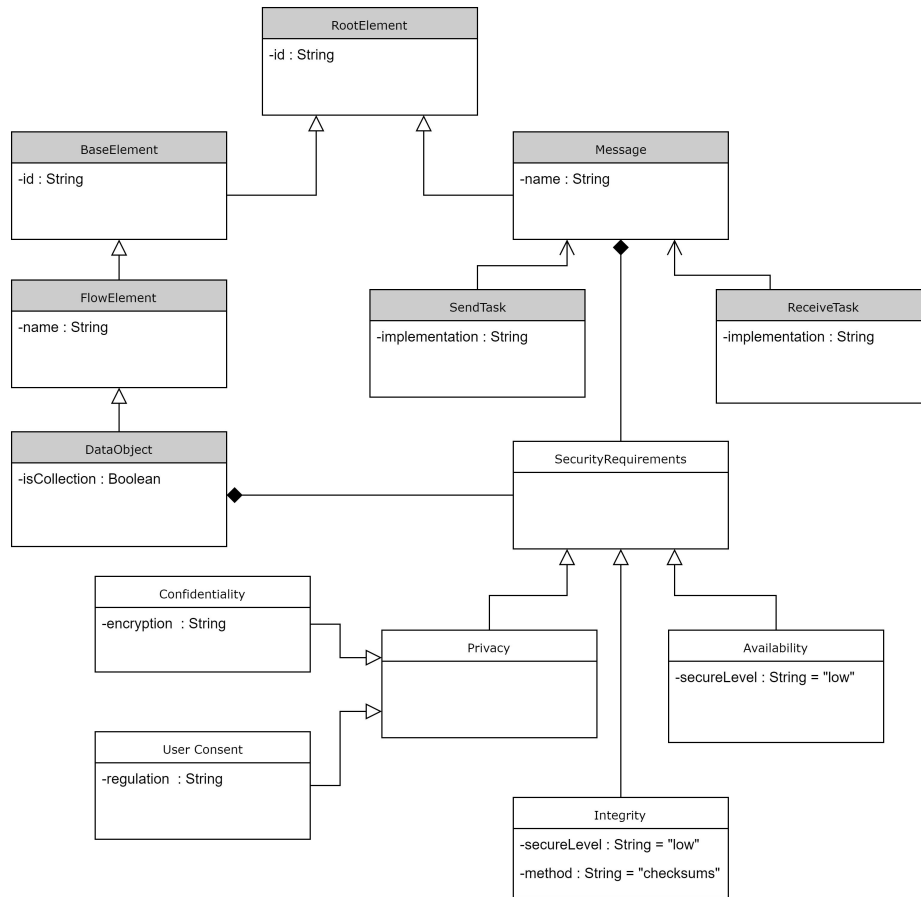 RootElement
-id : String
BaseElement
-id : String
Message
-name : String
FlowElement
-name : String
SendTask
-implementation : String
ReceiveTask
-implementation : String
DataObject
-isCollection : Boolean
SecurityRequirements
Confidentiality
-encryption : String
Privacy
Availability
-secureLevel : String = "low"
User Consent
-regulation : String
Integrity
-secureLevel : String = "low"
-method : String = "checksums"